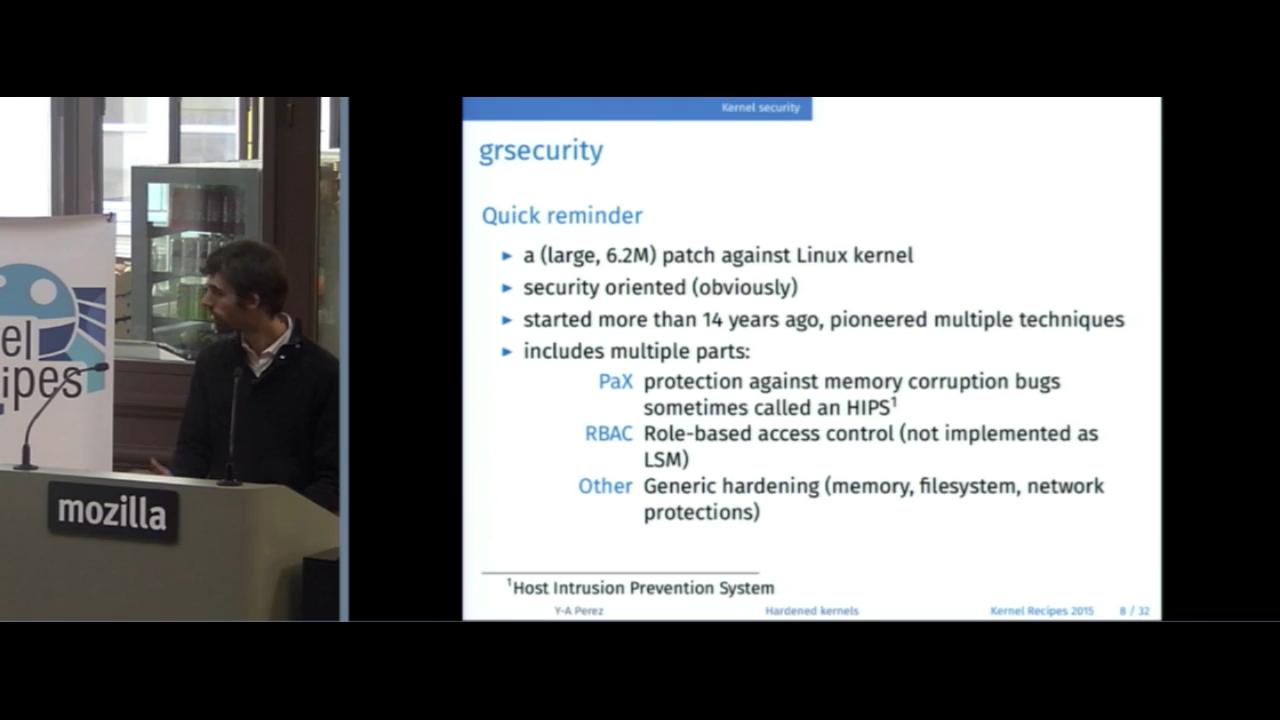 Kernel security
grsecurity
Quick reminder
► a (large, 6.2M) patch against Linux kernel
► security oriented (obviously)
► started more than 14 years ago, pioneered multiple techniques
► includes multiple parts:
PaX protection against memory corruption bugs
sometimes called an HIPS¹
RBAC Role-based access control (not implemented as
LSM)
Other Generic hardening (memory, filesystem, network
protections)
¹Host Intrusion Prevention System
Y-A Perez Hardened kernels Kernel Recipes 2015 8 / 32
el
ipes
mozilla